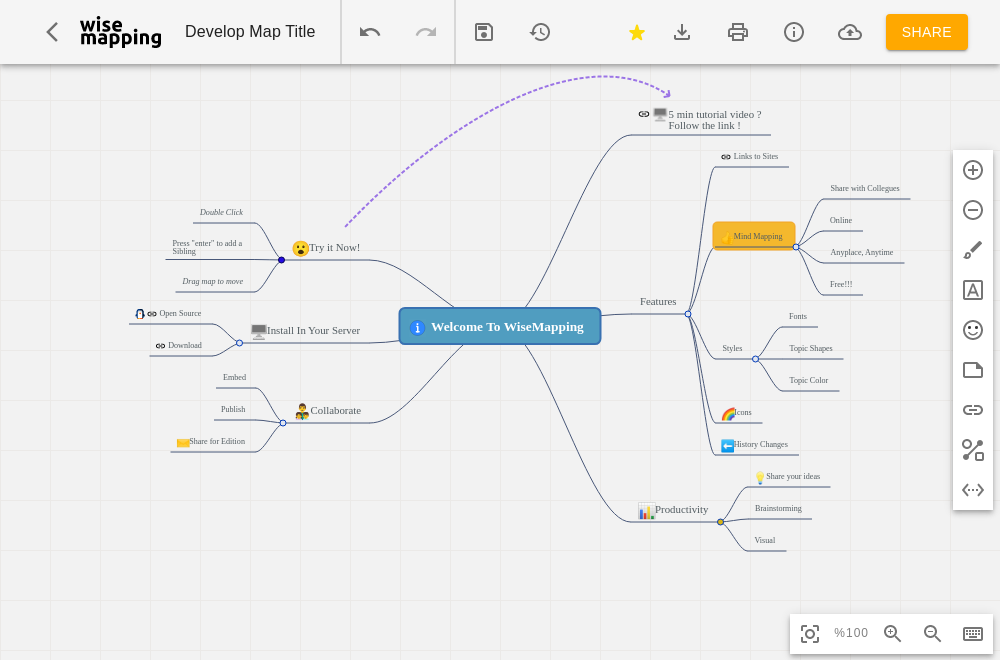 wise
mapping
Develop Map Title
SHARE
5 min tutorial video ?
Follow the link !
Links to Sites
Share with Collegues
Mind Mapping
Online
Anyplace, Anytime
Free!!!
Features
Fonts
Styles
Topic Shapes
Topic Color
Icons
History Changes
Share your ideas
Productivity
Brainstorming
Visual
Welcome To WiseMapping
Double Click
Try it Now!
Press "enter" to add a
Sibling
Drag map to move
Open Source
Install In Your Server
Download
Embed
Publish
Collaborate
Share for Edition
%100